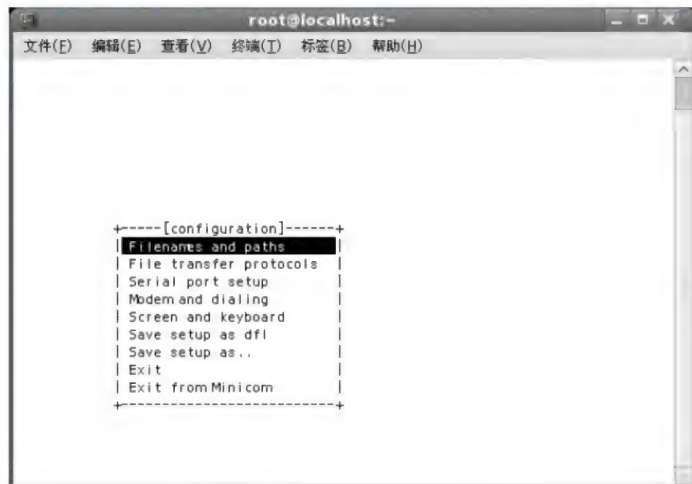 root@localhost:~
文件(F) 编辑(E) 查看(V) 终端(T) 标签(B) 帮助(H)
+-----[configuration]------+
| Filenames and paths |
| File transfer protocols |
| Serial port setup |
| Modem and dialing |
| Screen and keyboard |
| Save setup as dfl |
| Save setup as.. |
| Exit |
| Exit from Minicom |
+--------------------------+